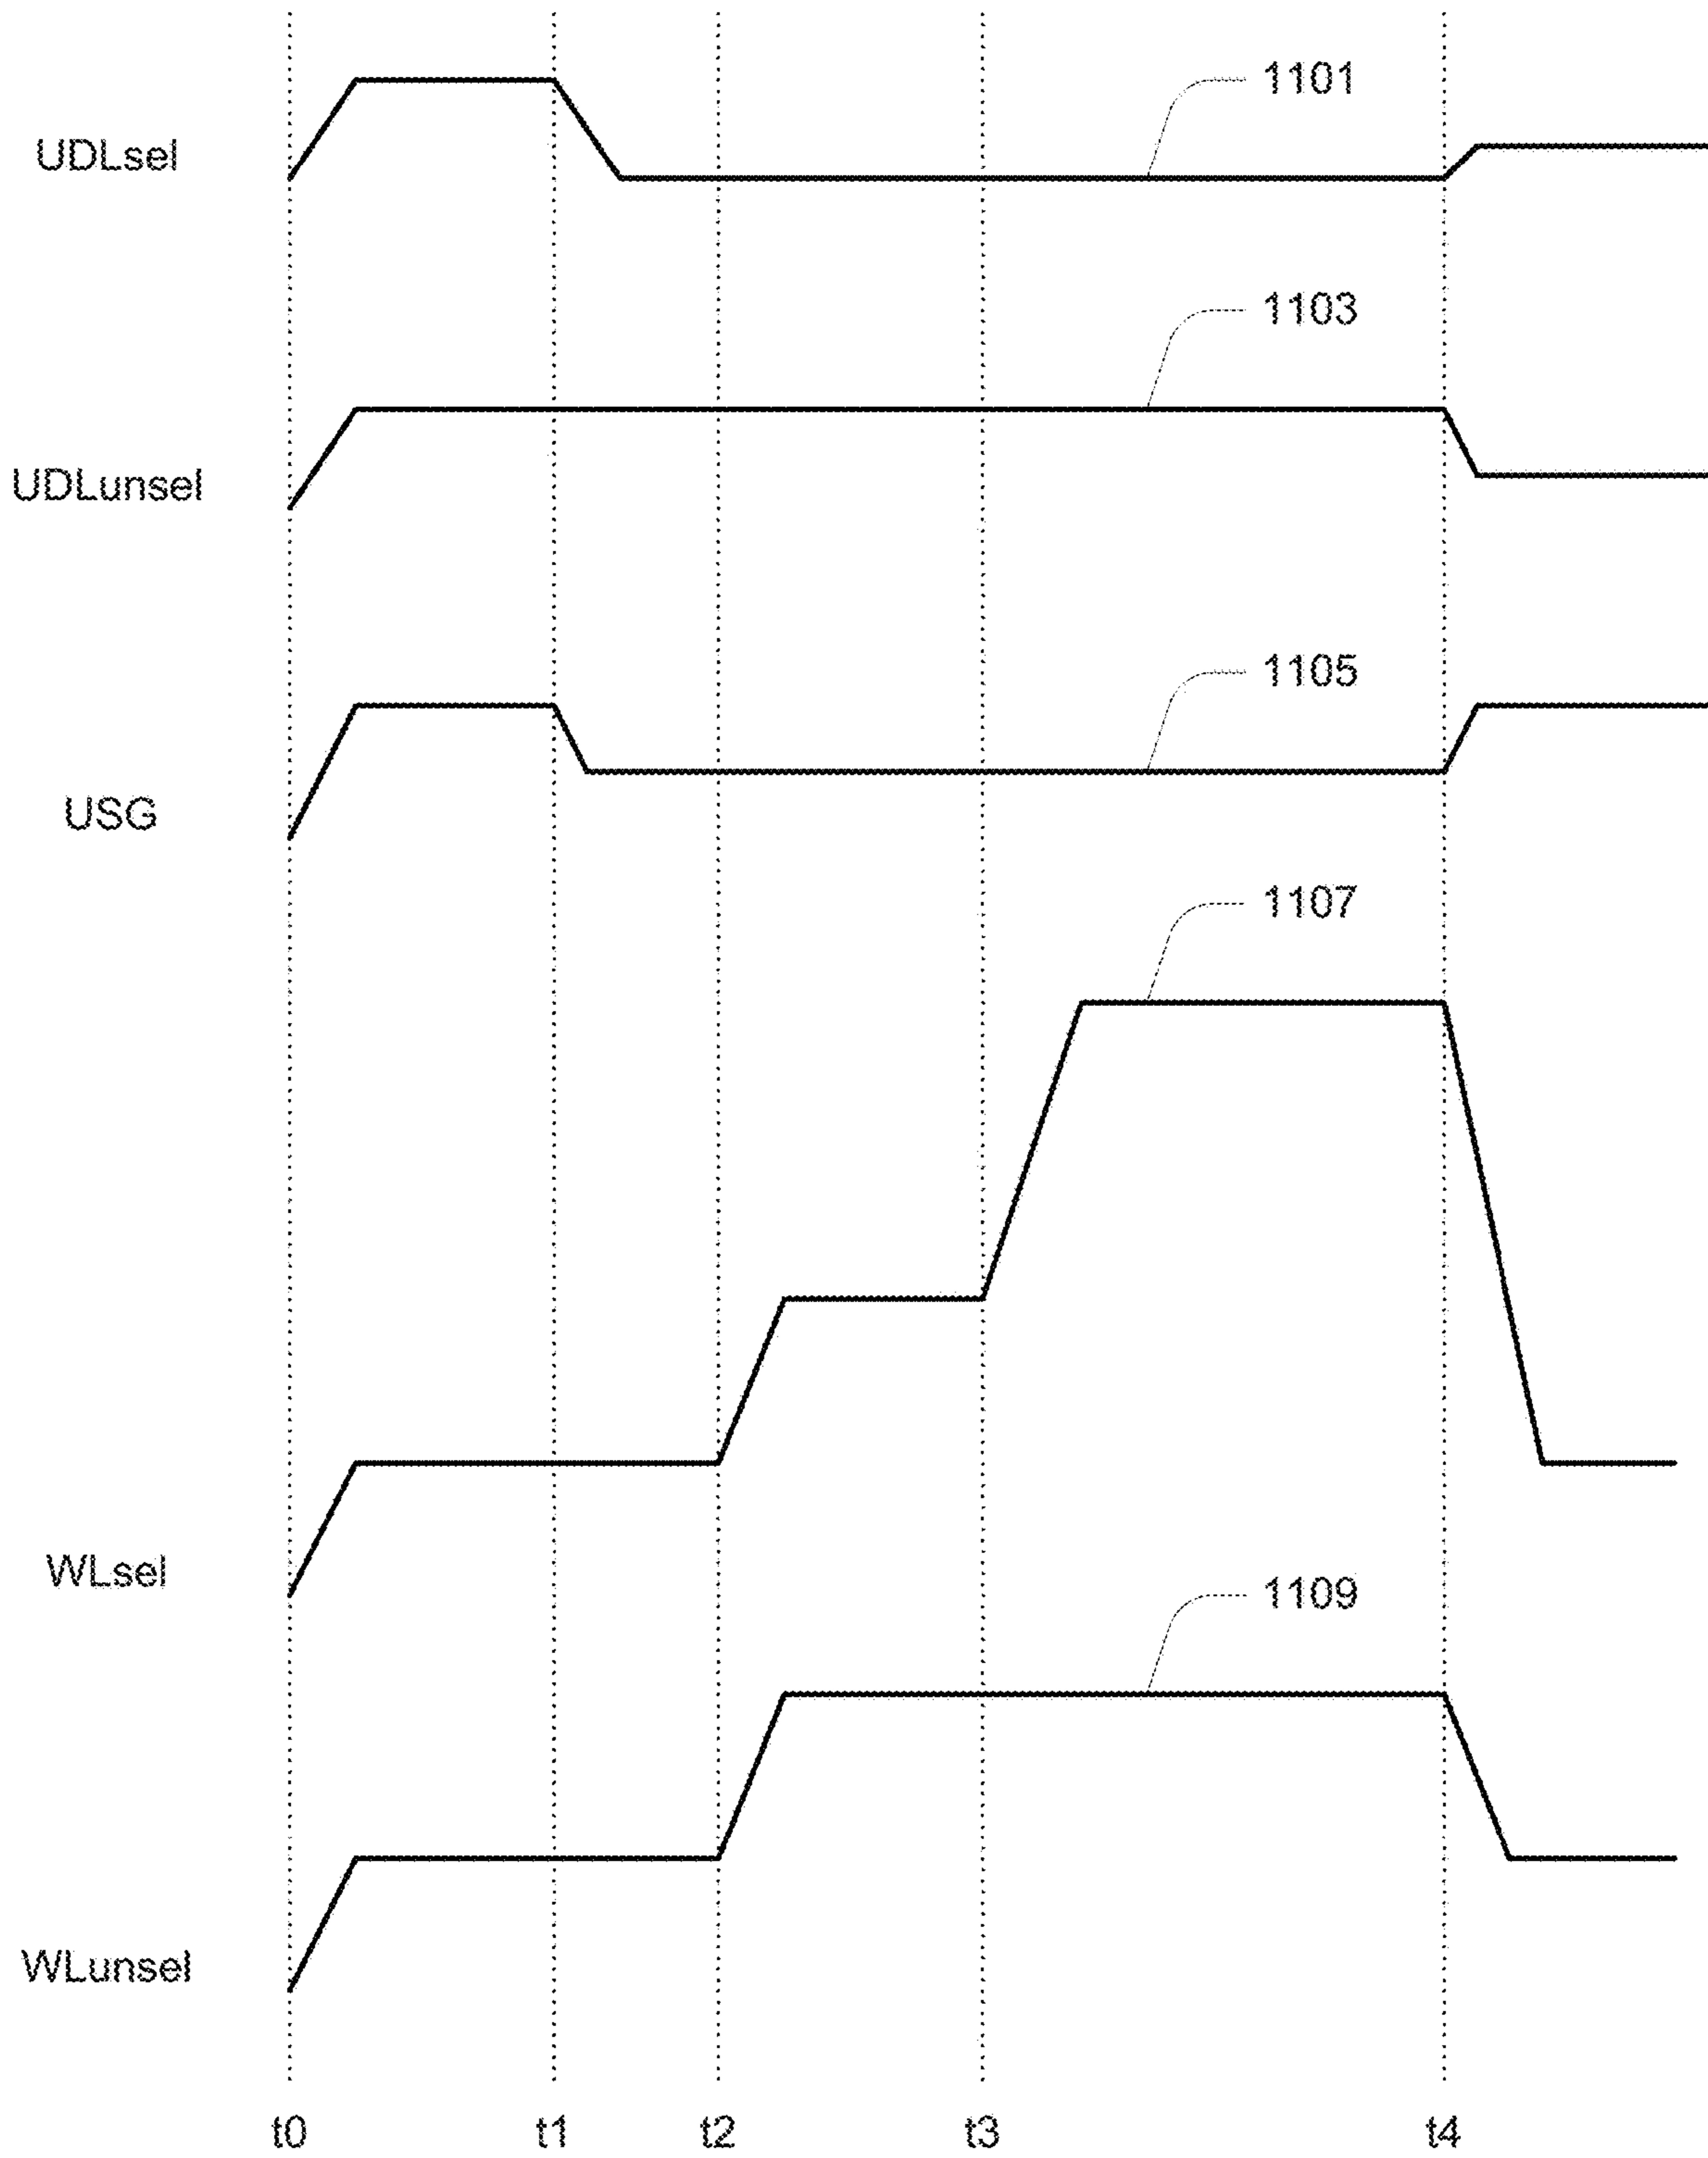 1101
UDLsel
1103
UDLunsel
1105
USG
1107
WLsel
1109
WLunsel
t0 t1 t2 t3 t4